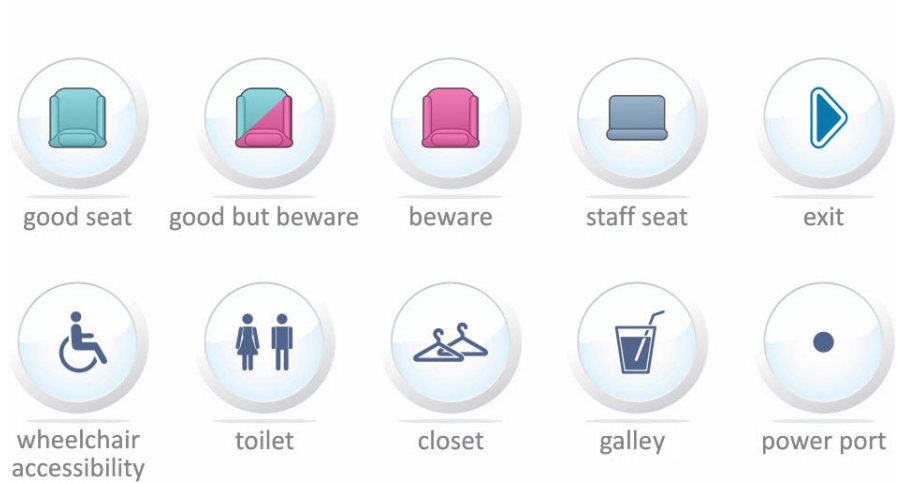 good seat
good but beware
beware
staff seat
exit
wheelchair
accessibility
toilet
closet
galley
power port